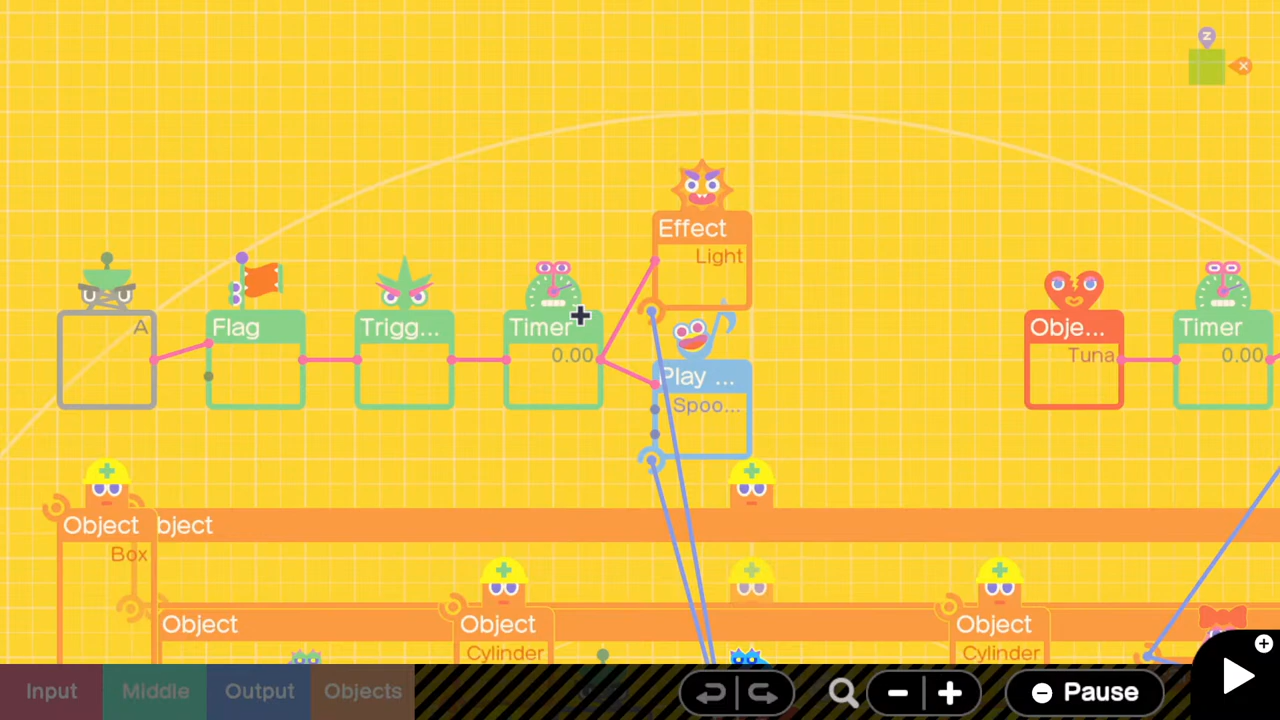 Z
X
Effect
Light
A
Flag
Trigg...
Timer
0.00
Play ...
Spoo...
Obje...
Tuna
Timer
0.00
Object
bject
Box
Object
Object
Cylinder
Object
Cylinder
Input
Middle
Output
Objects
Pause